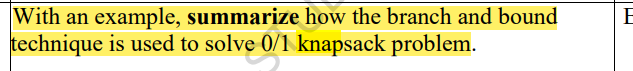 With an example, summarize how the branch and bound
technique is used to solve 0/1 knapsack problem.